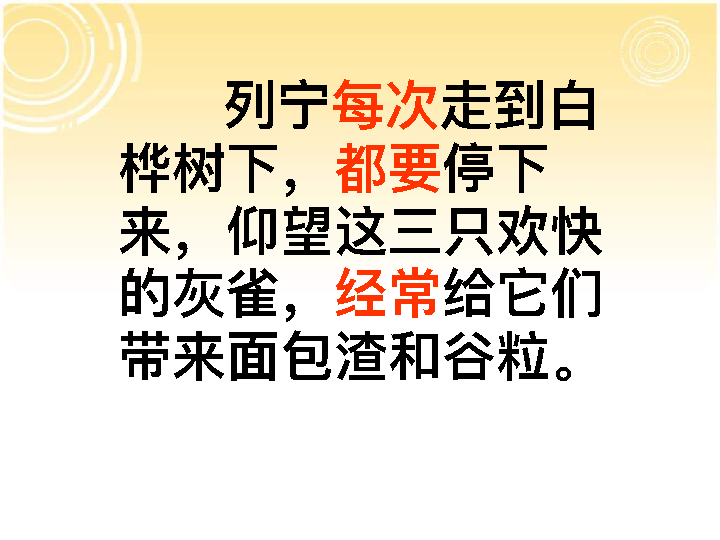 列宁每次走到白
桦树下，都要停下
来，仰望这三只欢快
的灰雀，经常给它们
带来面包渣和谷粒。